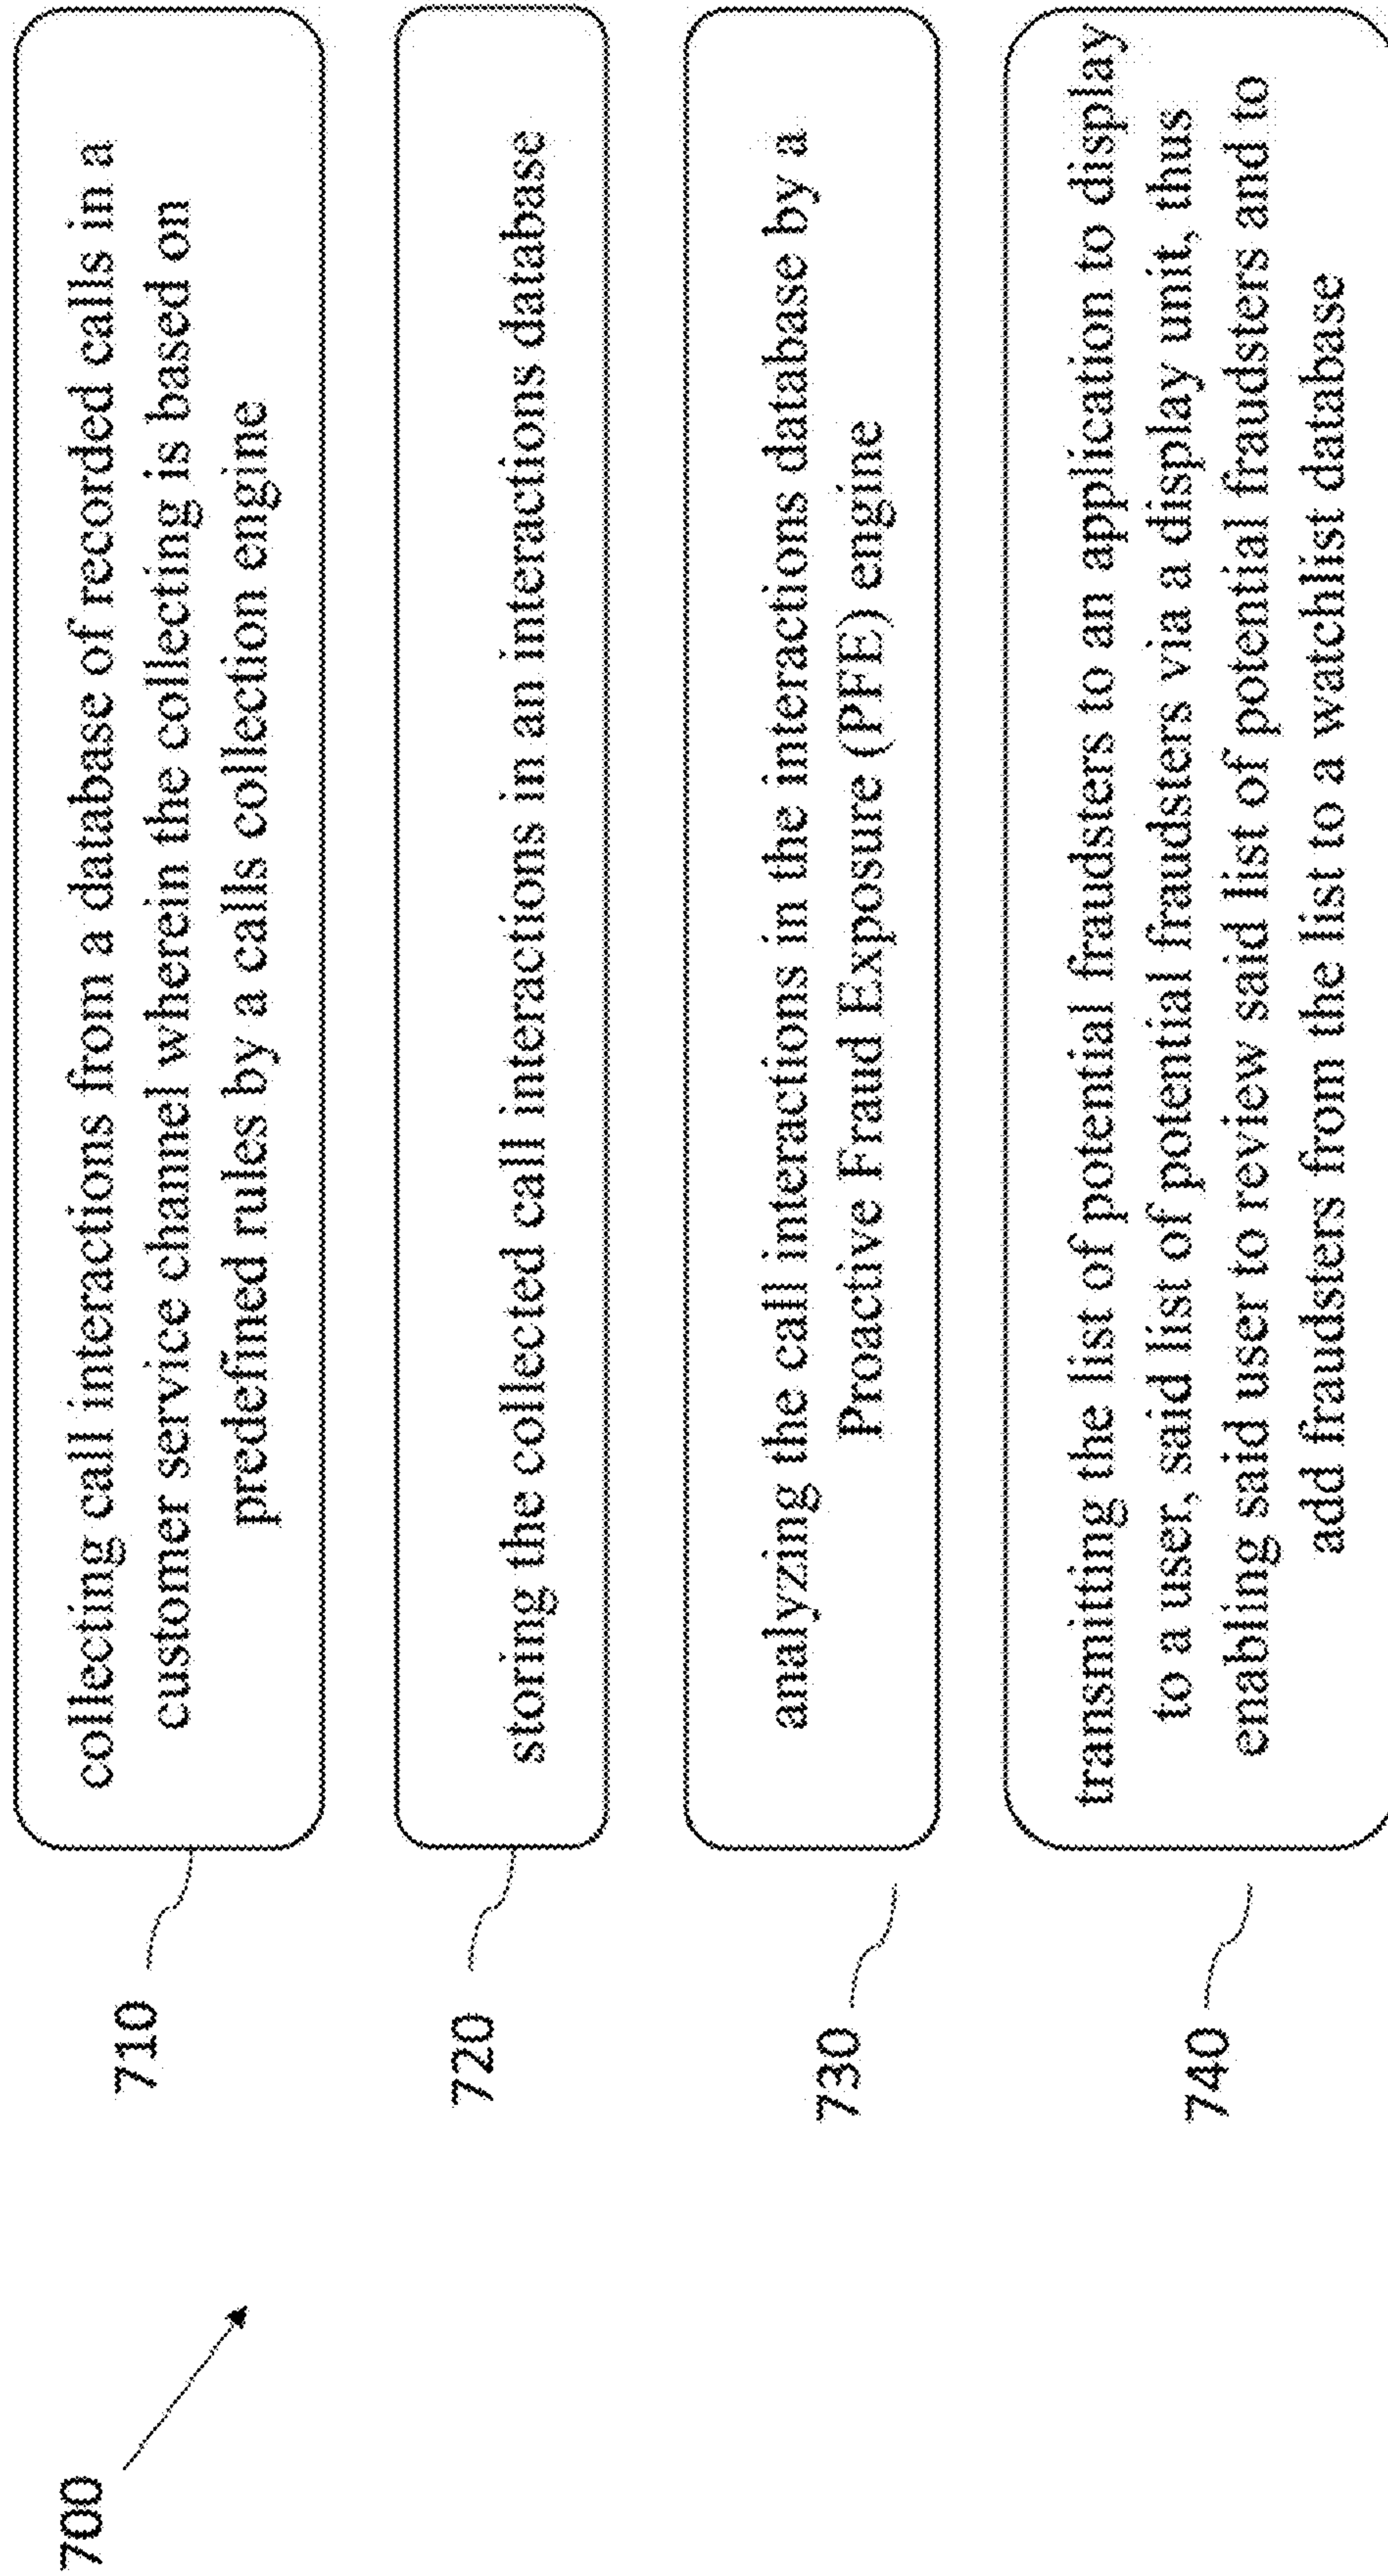 700
710
collecting call interactions from a database of recorded calls in a
customer service channel wherein the collecting is based on
predefined rules by a calls collection engine
720
storing the collected call interactions in an interactions database
730
analyzing the call interactions in the interactions database by a
Proactive Fraud Exposure (PFE) engine
740
transmitting the list of potential fraudsters to an application to display
to a user, said list of potential fraudsters via a display unit, thus
enabling said user to review said list of potential fraudsters and to
add fraudsters from the list to a watchlist database